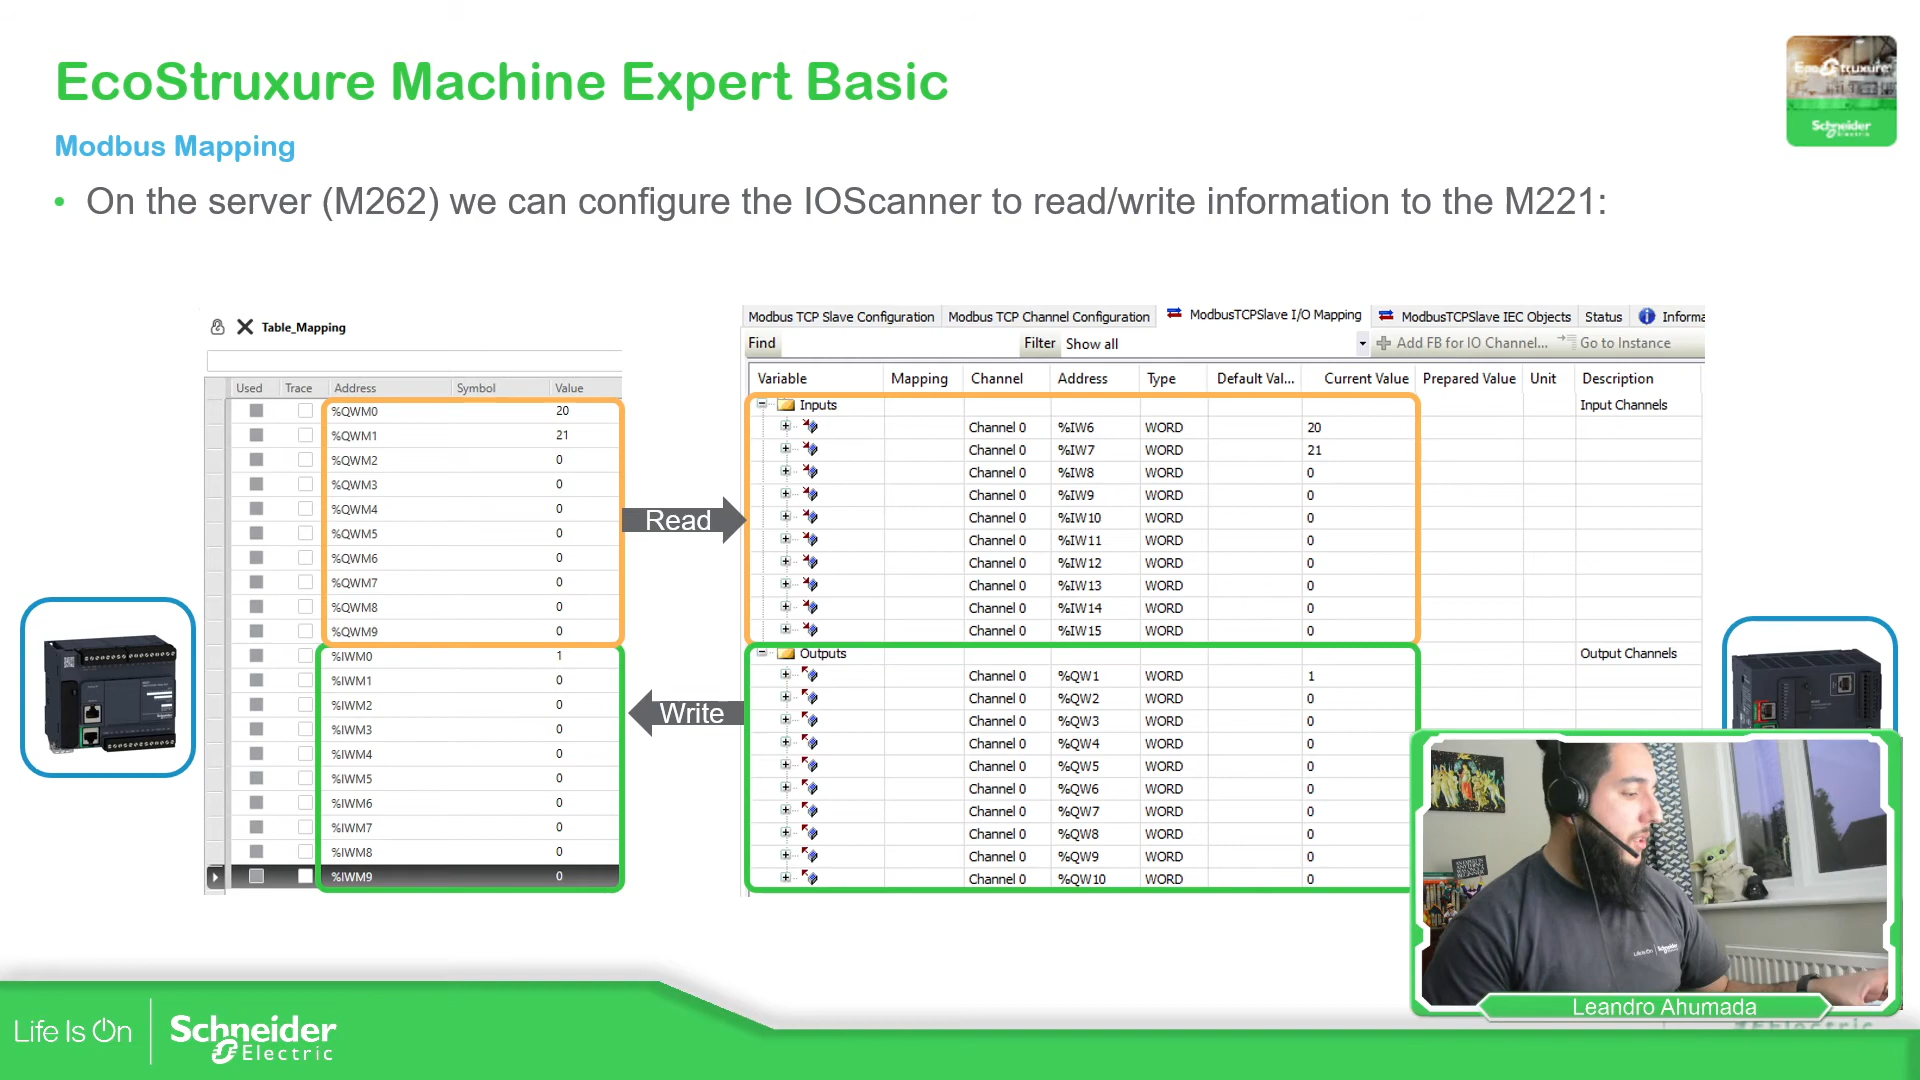 EcoStruxure Machine Expert Basic
EcoStruxure
Schneider
Electric
Modbus Mapping
• On the server (M262) we can configure the IOScanner to read/write information to the M221:
Table_Mapping
Used Trace Address Symbol Value
%QWM0 20
%QWM1 21
%QWM2 0
%QWM3 0
%QWM4 0
%QWM5 0
%QWM6 0
%QWM7 0
%QWM8 0
%QWM9 0
%IWM0 1
%IWM1 0
%IWM2 0
%IWM3 0
%IWM4 0
%IWM5 0
%IWM6 0
%IWM7 0
%IWM8 0
%IWM9 0
Read
Write
Modbus TCP Slave Configuration Modbus TCP Channel Configuration ModbusTCPSlave I/O Mapping ModbusTCPSlave IEC Objects Status Informa
Find Filter Show all Add FB for IO Channel... Go to Instance
Variable Mapping Channel Address Type Default Val... Current Value Prepared Value Unit Description
Inputs Input Channels
Channel 0 %IW6 WORD 20
Channel 0 %IW7 WORD 21
Channel 0 %IW8 WORD 0
Channel 0 %IW9 WORD 0
Channel 0 %IW10 WORD 0
Channel 0 %IW11 WORD 0
Channel 0 %IW12 WORD 0
Channel 0 %IW13 WORD 0
Channel 0 %IW14 WORD 0
Channel 0 %IW15 WORD 0
Outputs Output Channels
Channel 0 %QW1 WORD 1
Channel 0 %QW2 WORD 0
Channel 0 %QW3 WORD 0
Channel 0 %QW4 WORD 0
Channel 0 %QW5 WORD 0
Channel 0 %QW6 WORD 0
Channel 0 %QW7 WORD 0
Channel 0 %QW8 WORD 0
Channel 0 %QW9 WORD 0
Channel 0 %QW10 WORD 0
Life Is On Schneider
Leandro Ahumada
Life Is On
Schneider
Electric